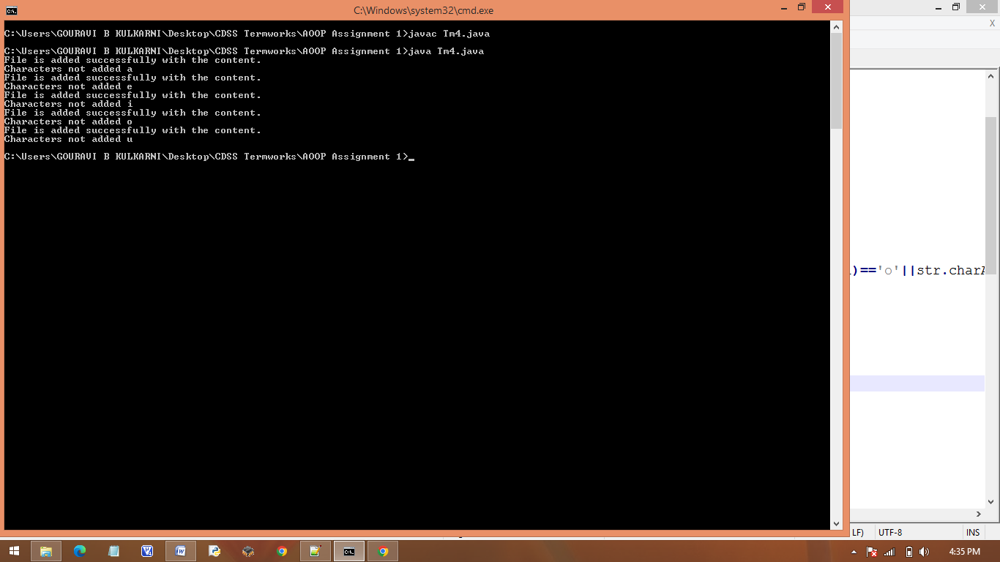 C:\Windows\system32\cmd.exe
C:\Users\GOURAVI B KULKARNI\Desktop\CDSS Termworks\AOOP Assignment 1>javac Tm4.java
C:\Users\GOURAVI B KULKARNI\Desktop\CDSS Termworks\AOOP Assignment 1>java Tm4.java
File is added successfully with the content.
Characters not added a
File is added successfully with the content.
Characters not added e
File is added successfully with the content.
Characters not added i
File is added successfully with the content.
Characters not added o
File is added successfully with the content.
Characters not added u
C:\Users\GOURAVI B KULKARNI\Desktop\CDSS Termworks\AOOP Assignment 1>_
)=='o'||str.char
LF) UTF-8 INS
4:35 PM